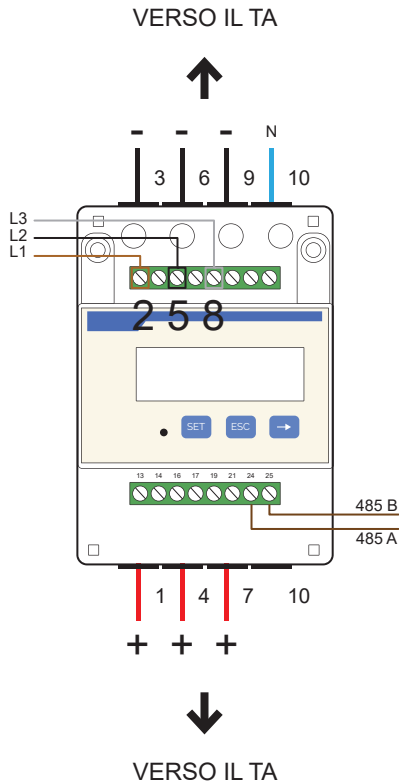 VERSO IL TA
- - - N
3 6 9 10
L3
L2
L1
2 5 8
SET ESC →
13 14 16 17 19 21 24 25
485 B
485 A
1 4 7 10
+ + +
VERSO IL TA